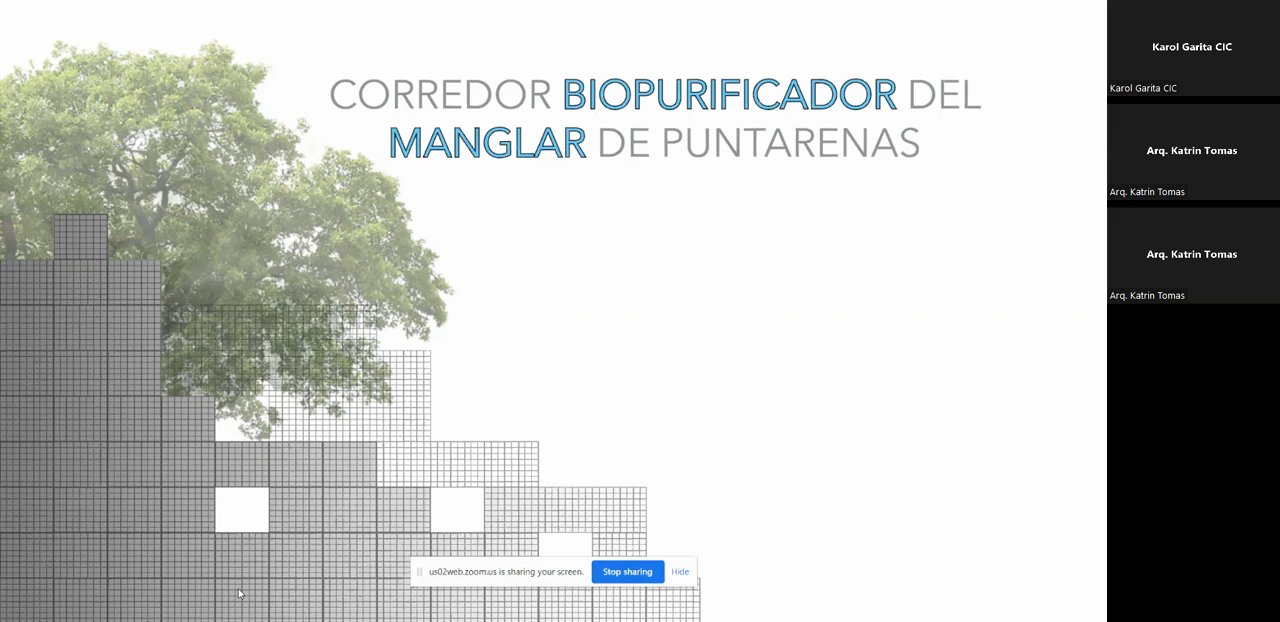 CORREDOR BIOPURIFICADOR DEL
MANGLAR DE PUNTARENAS
us02web.zoom.us is sharing your screen.
Stop sharing
Hide
Karol Garita CIC
Karol Garita CIC
Arq. Katrin Tomas
Arq. Katrin Tomas
Arq. Katrin Tomas
Arq. Katrin Tomas